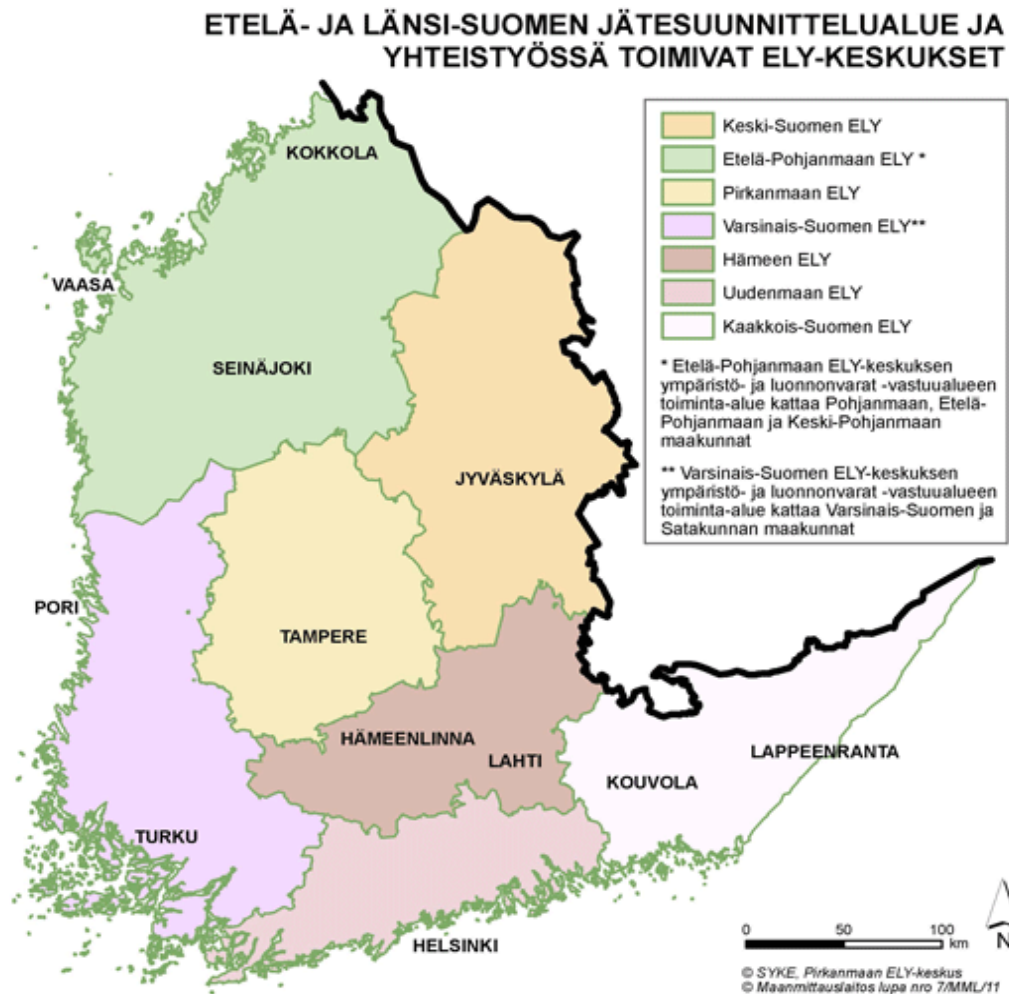 ETELÄ- JA LÄNSI-SUOMEN JÄTESUUNNITTELUALUE JA
YHTEISTYÖSSÄ TOIMIVAT ELY-KESKUKSET
Keski-Suomen ELY
Etelä-Pohjanmaan ELY *
Pirkanmaan ELY
Varsinais-Suomen ELY**
Hämeen ELY
Uudenmaan ELY
Kaakkois-Suomen ELY
* Etelä-Pohjanmaan ELY-keskuksen
ympäristö- ja luonnonvarat -vastuualueen
toiminta-alue kattaa Pohjanmaan, Etelä-
Pohjanmaan ja Keski-Pohjanmaan
maakunnat
** Varsinais-Suomen ELY-keskuksen
ympäristö- ja luonnonvarat -vastuualueen
toiminta-alue kattaa Varsinais-Suomen ja
Satakunnan maakunnat
KOKKOLA
VAASA
SEINÄJOKI
JYVÄSKYLÄ
PORI
TAMPERE
HÄMEENLINNA
LAHTI
LAPPEENRANTA
KOUVOLA
TURKU
HELSINKI
N
0 50 100 km
© SYKE, Pirkanmaan ELY-keskus
© Maanmittauslaitos lupa nro 7/MML/11